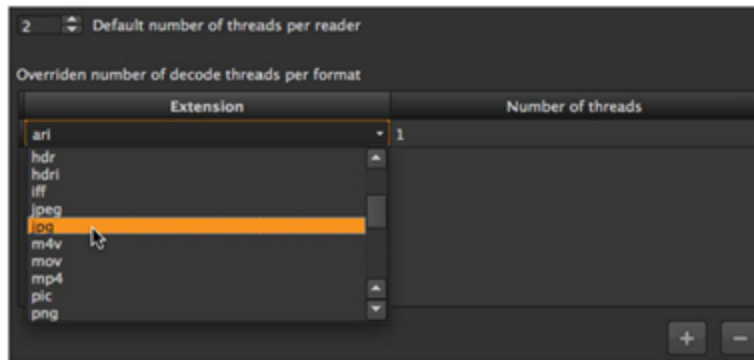 2 Default number of threads per reader
Overriden number of decode threads per format
Extension Number of threads
ari 1
hdr
hdri
iff
jpeg
jpg
m4v
mov
mp4
pic
png